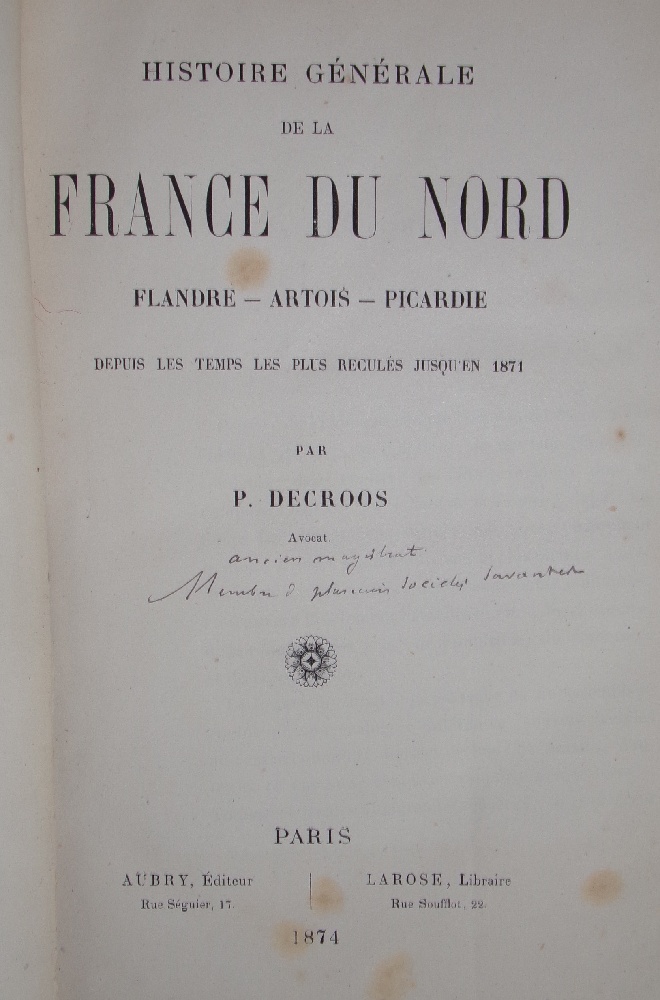 HISTOIRE GÉNÉRALE
DE LA
FRANCE DU NORD
FLANDRE — ARTOIS — PICARDIE
DEPUIS LES TEMPS LES PLUS RECULÉS JUSQU'EN 1871
PAR
P. DECROOS
Avocat
ancien magistrat
Membre d plusieurs sociétés savantes
PARIS
AUBRY, Éditeur
Rue Séguier, 17.
LAROSE, Libraire
Rue Soufflot, 22.
1874